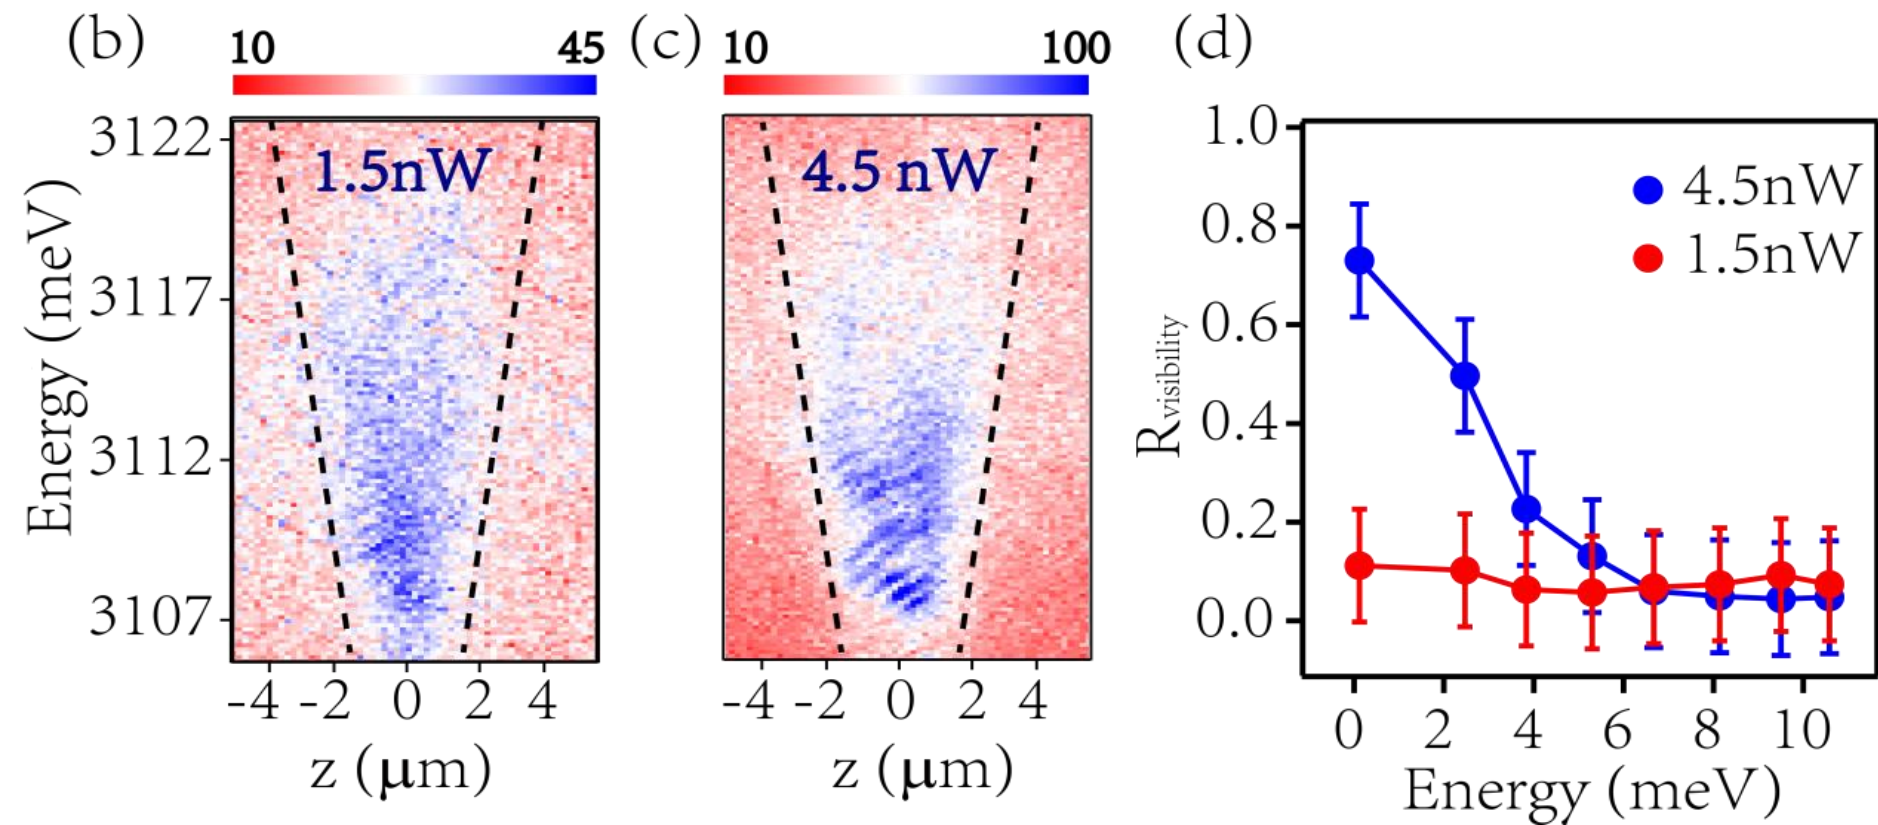 (b)
10 45
1.5nW
Energy (meV)
3122
3117
3112
3107
-4 -2 0 2 4
z (μm)
(c)
10 100
4.5 nW
-4 -2 0 2 4
z (μm)
(d)
4.5nW
1.5nW
Rvisibility
1.0
0.8
0.6
0.4
0.2
0.0
0 2 4 6 8 10
Energy (meV)